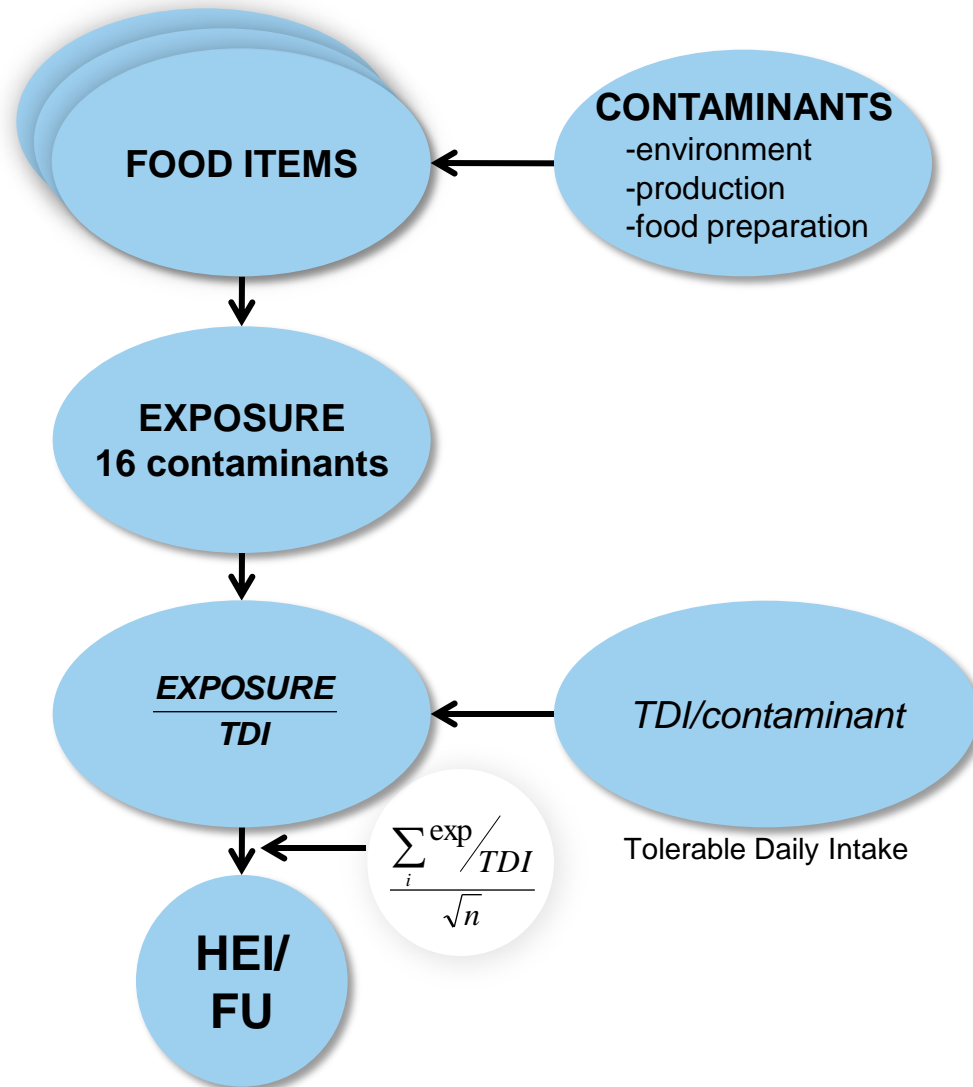 FOOD ITEMS
CONTAMINANTS
-environment
-production
-food preparation
EXPOSURE
16 contaminants
EXPOSURE
TDI
TDI/contaminant
Tolerable Daily Intake
∑ exp/TDI
i
√n
HEI/
FU